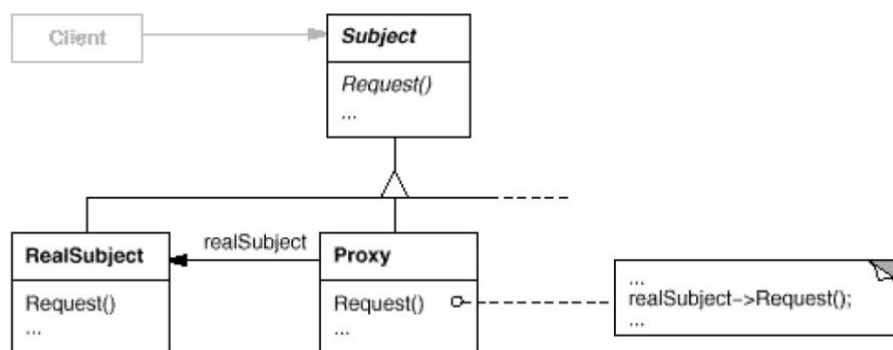 Client
Subject
Request()
...
RealSubject
Request()
...
realSubject
Proxy
Request()
...
...
realSubject->Request();
...